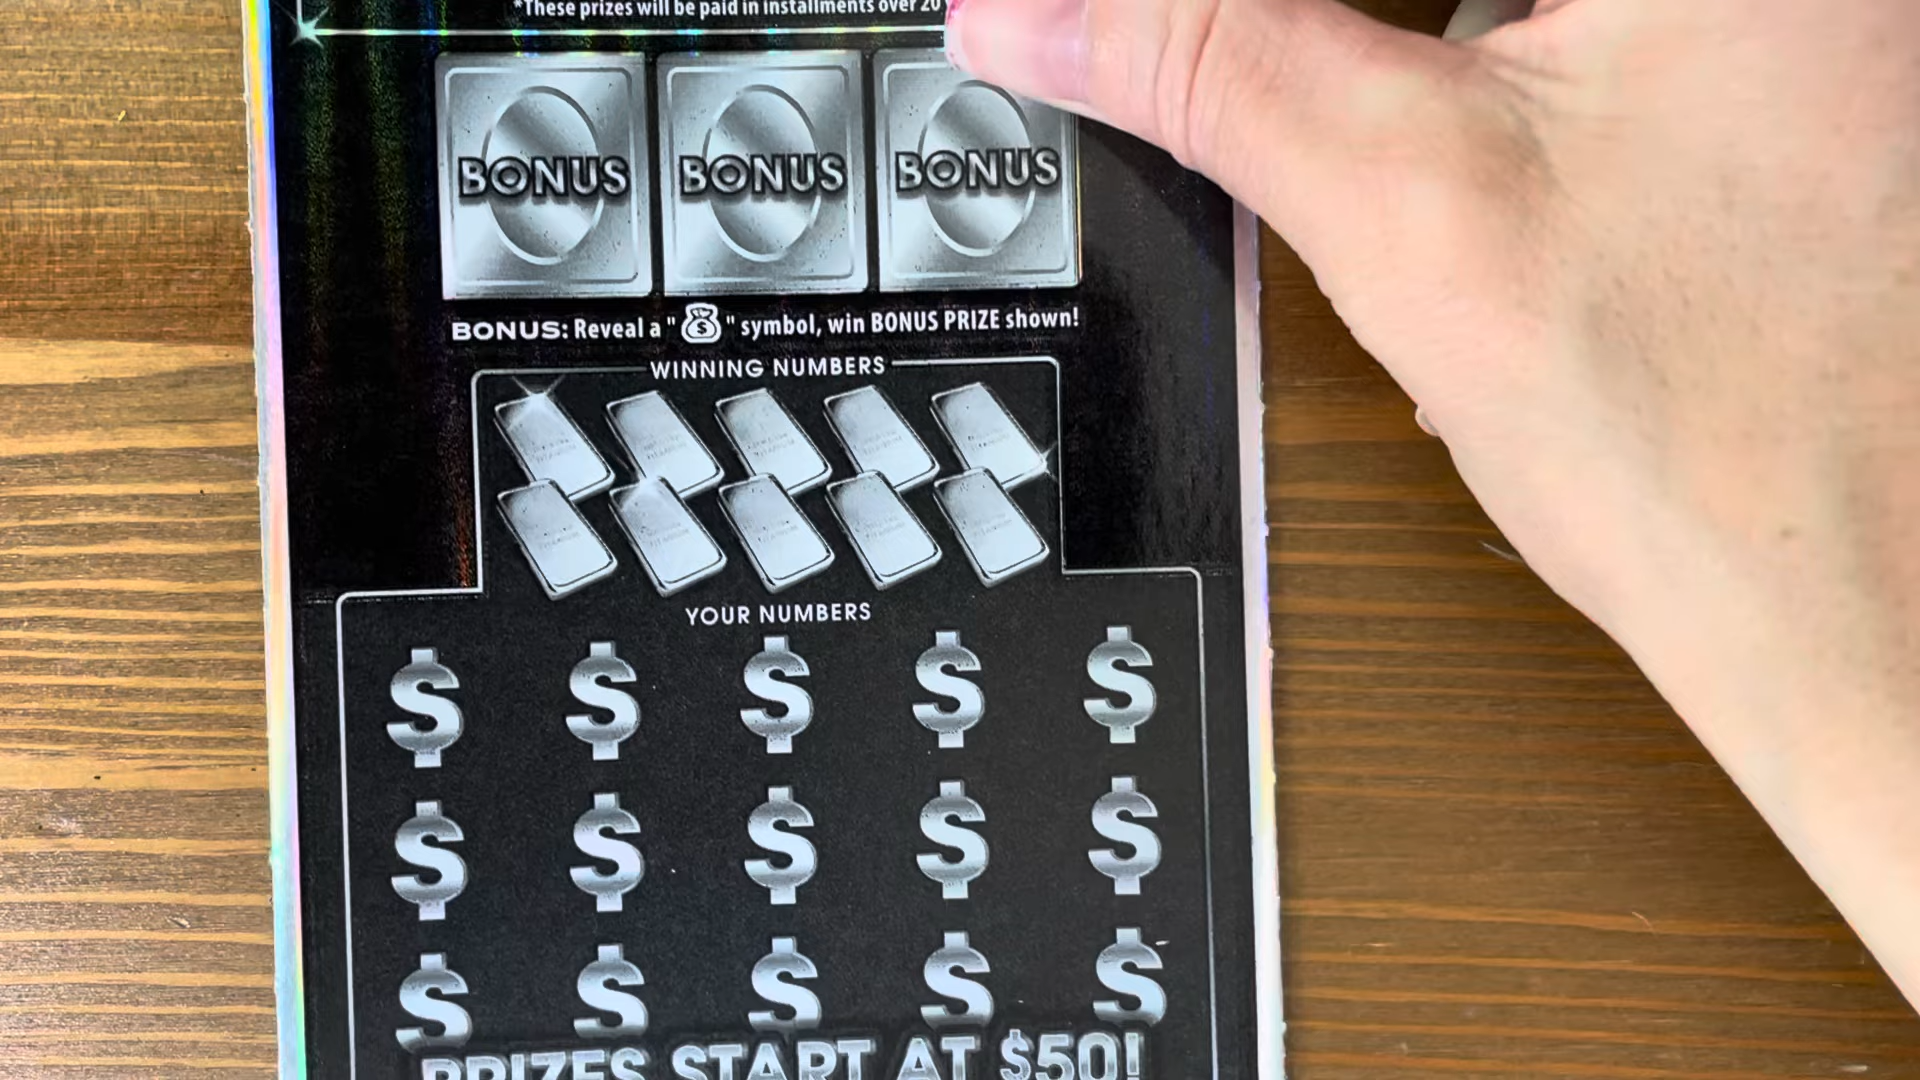 *These prizes will be paid in installments over 20
BONUS BONUS BONUS
BONUS: Reveal a " $ " symbol, win BONUS PRIZE shown!
WINNING NUMBERS
YOUR NUMBERS
$ $ $ $ $
$ $ $ $ $
$ $ $ $ $
PRIZES START AT $50!